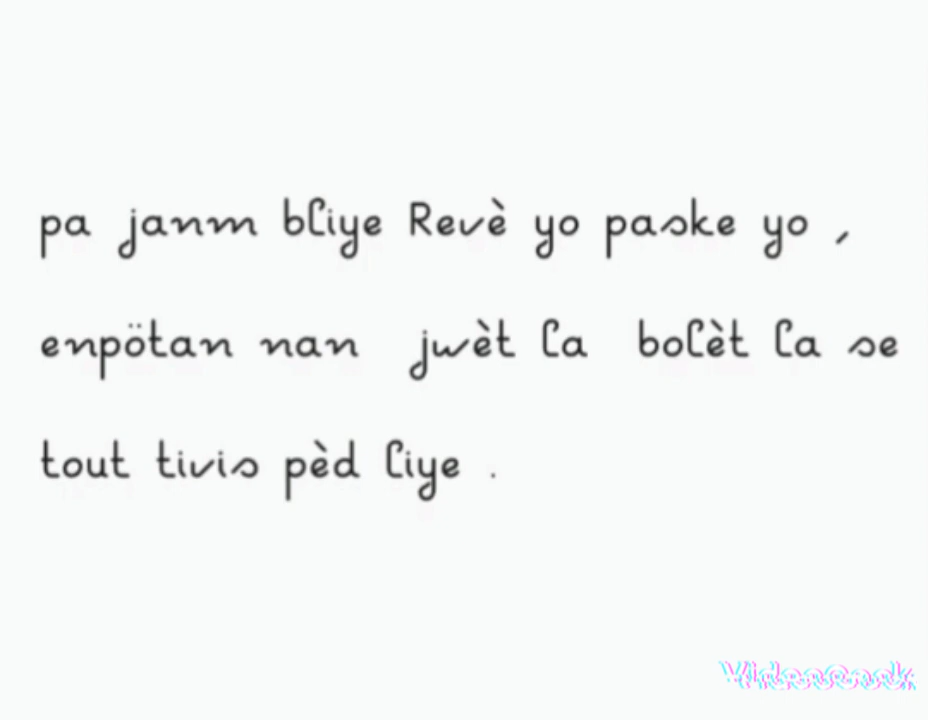 pa janm bliye Revè yo paske yo ,
enpötan nan jwèt la bolèt la se
tout tivis pèd liye .